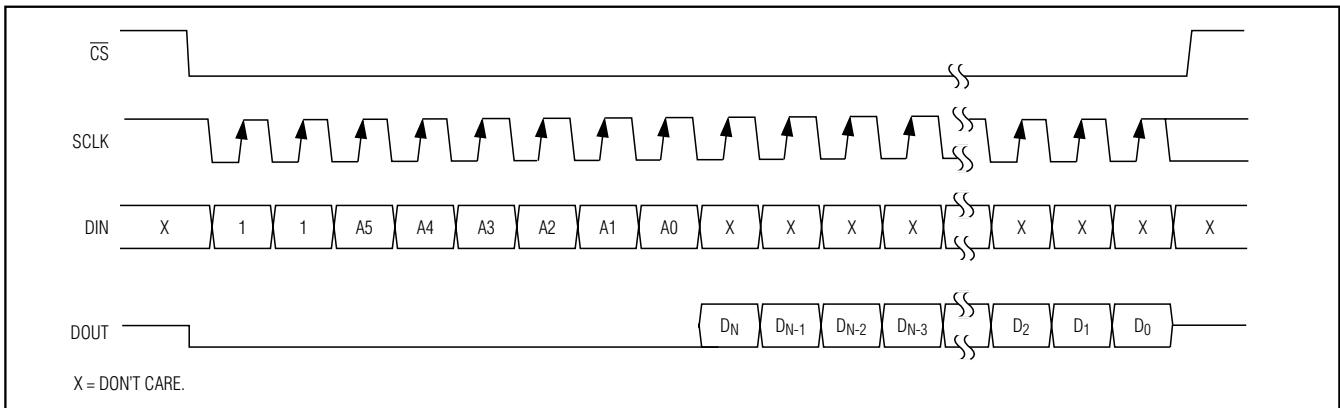 C̅S̅
SCLK
DIN X 1 1 A5 A4 A3 A2 A1 A0 X X X X X X X X
DOUT DN DN-1 DN-2 DN-3 D2 D1 D0
X = DON'T CARE.